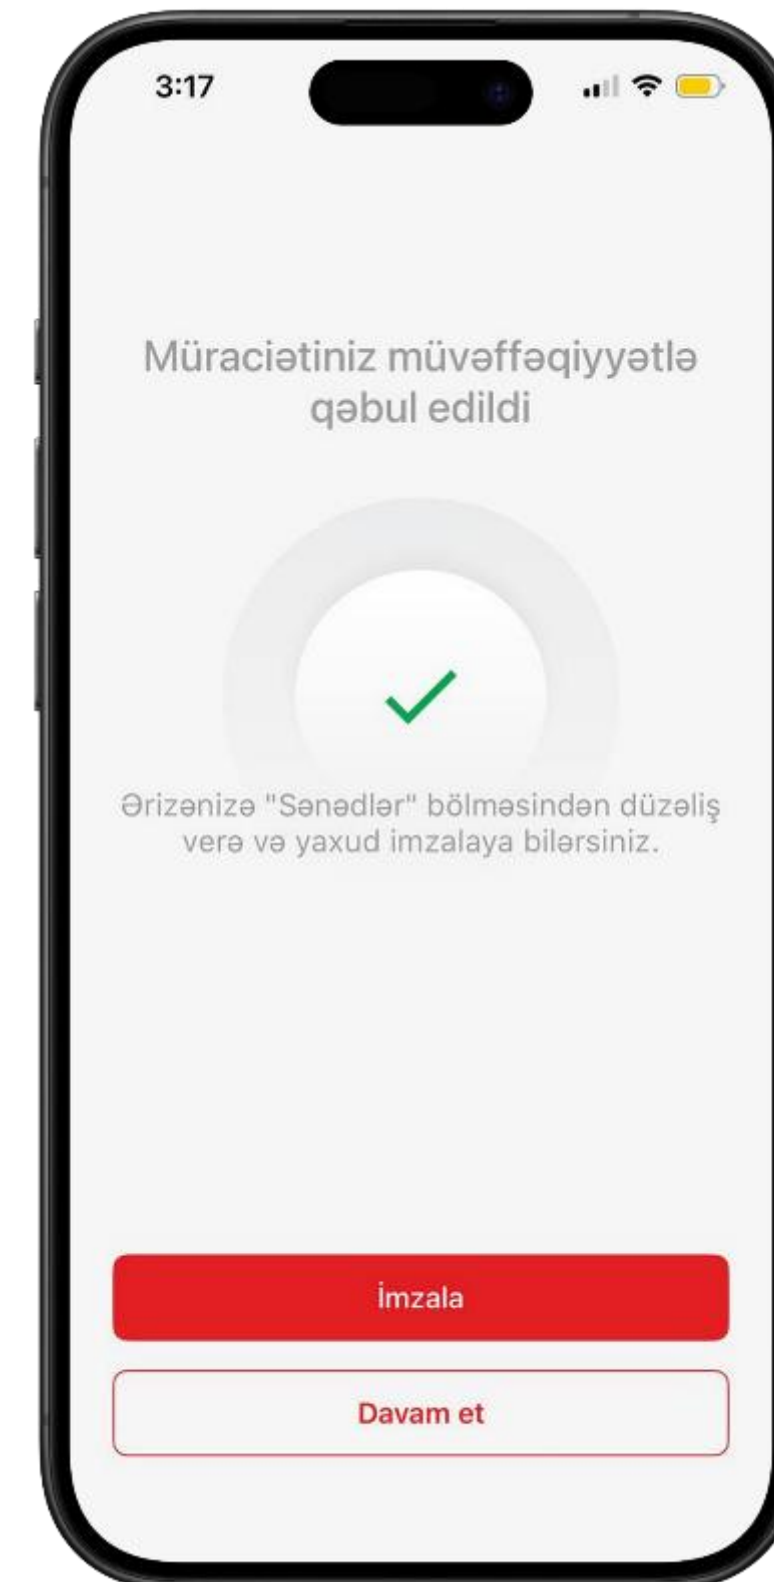 3:17
Müraciətiniz müvəffəqiyyətlə
qəbul edildi
Ərizənizə "Sənədlər" bölməsindən düzəliş
verə və yaxud imzalaya bilərsiniz.
İmzala
Davam et